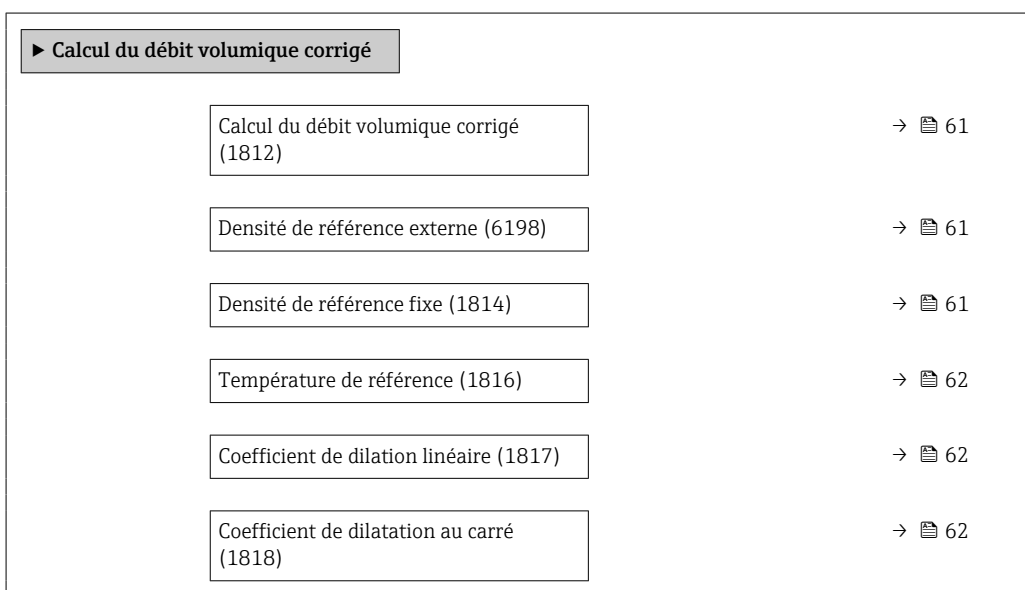 ▶ Calcul du débit volumique corrigé
Calcul du débit volumique corrigé → 61
(1812)
Densité de référence externe (6198) → 61
Densité de référence fixe (1814) → 61
Température de référence (1816) → 62
Coefficient de dilation linéaire (1817) → 62
Coefficient de dilatation au carré → 62
(1818)